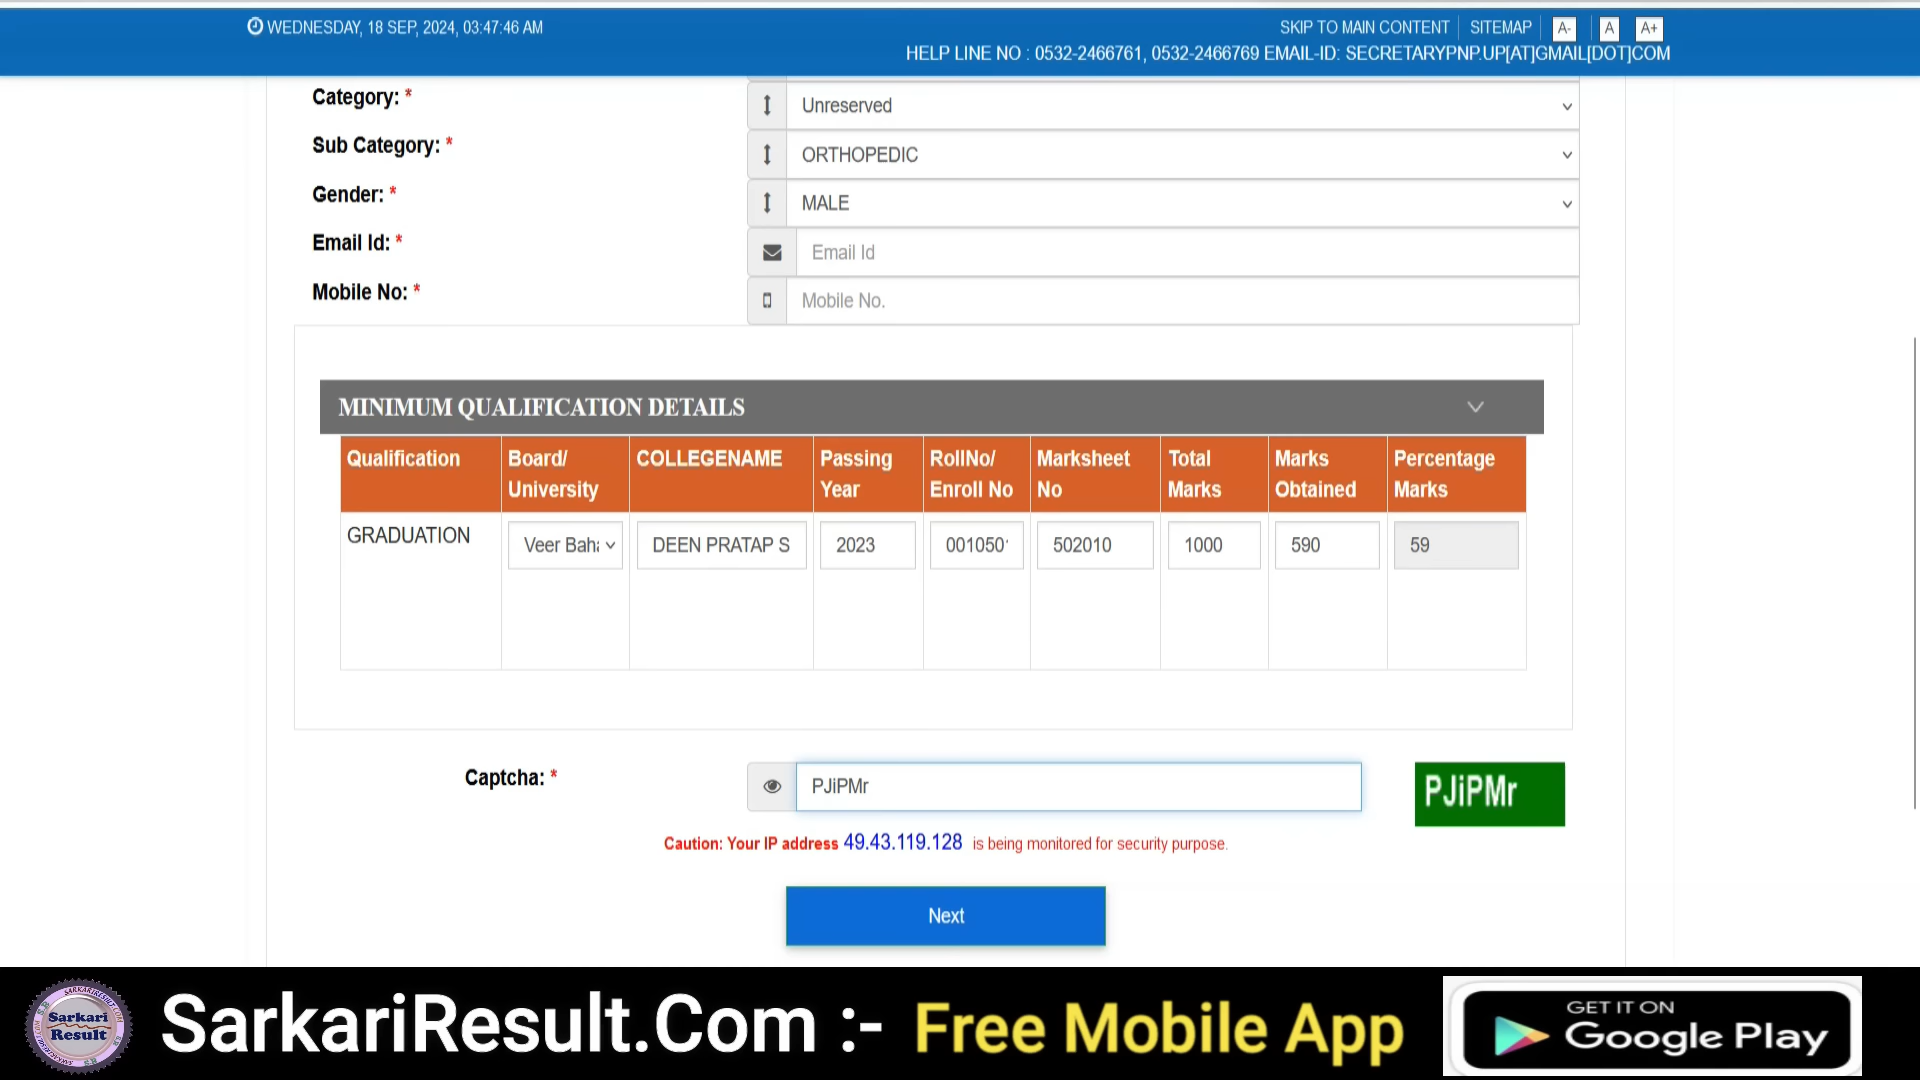 WEDNESDAY, 18 SEP, 2024, 03:47:46 AM
SKIP TO MAIN CONTENT SITEMAP A- A A+
HELP LINE NO : 0532-2466761, 0532-2466769 EMAIL-ID: SECRETARYPNP.UP[AT]GMAIL[DOT]COM
Category: * Unreserved
Sub Category: * ORTHOPEDIC
Gender: * MALE
Email Id: * Email Id
Mobile No: * Mobile No.
MINIMUM QUALIFICATION DETAILS
Qualification Board/ University COLLEGENAME Passing Year RollNo/ Enroll No Marksheet No Total Marks Marks Obtained Percentage Marks
GRADUATION Veer Baha DEEN PRATAP S 2023 001050 502010 1000 590 59
Captcha: * PJiPMr PJiPMr
Caution: Your IP address 49.43.119.128 is being monitored for security purpose.
Next
Sarkari Result
SarkariResult.Com :- Free Mobile App
GET IT ON
Google Play